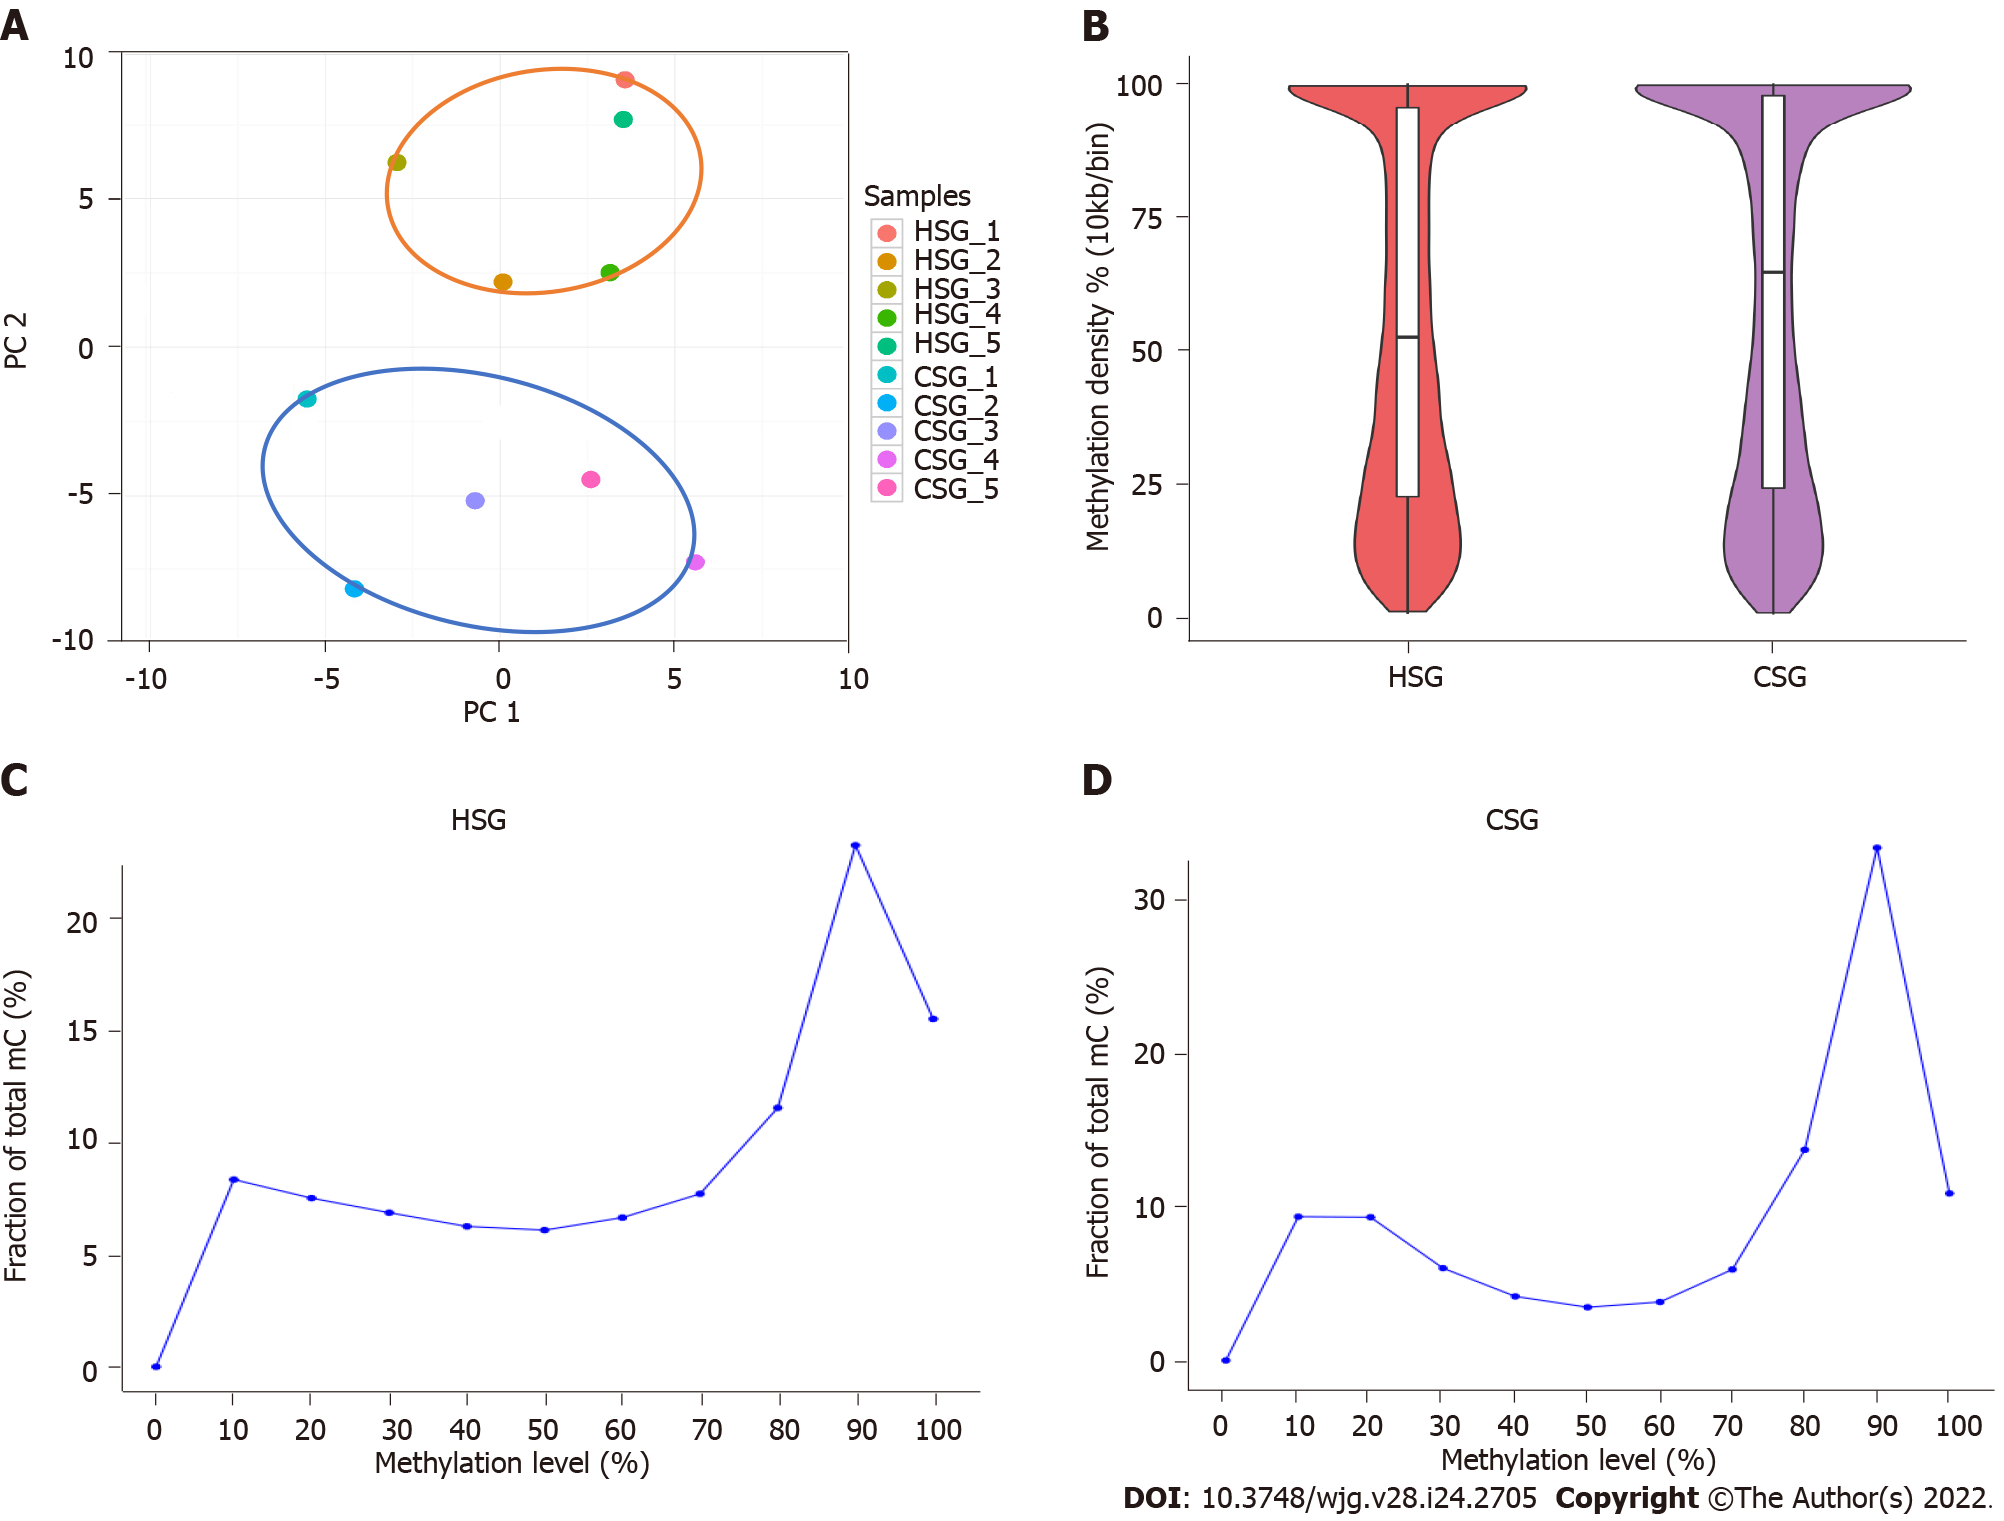 A
10
5
0
-5
-10
PC 2
-10 -5 0 5 10
PC 1
Samples
HSG_1
HSG_2
HSG_3
HSG_4
HSG_5
CSG_1
CSG_2
CSG_3
CSG_4
CSG_5
B
100
75
50
25
0
Methylation density % (10kb/bin)
HSG CSG
C
HSG
20
15
10
5
0
Fraction of total mC (%)
0 10 20 30 40 50 60 70 80 90 100
Methylation level (%)
D
CSG
30
20
10
0
Fraction of total mC (%)
0 10 20 30 40 50 60 70 80 90 100
Methylation level (%)
DOI: 10.3748/wjg.v28.i24.2705 Copyright ©The Author(s) 2022.